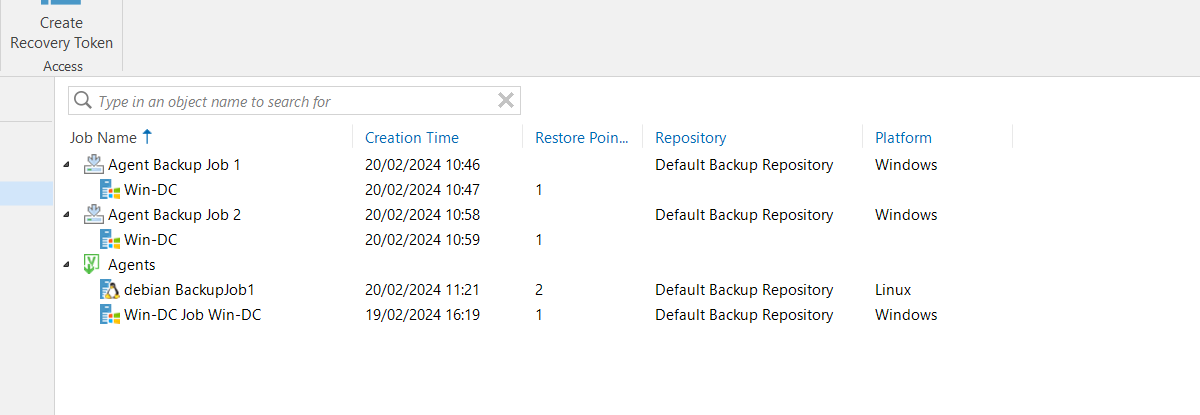 Create
Recovery Token
Access
Type in an object name to search for
Job Name Creation Time Restore Poin... Repository Platform
Agent Backup Job 1 20/02/2024 10:46 Default Backup Repository Windows
Win-DC 20/02/2024 10:47 1
Agent Backup Job 2 20/02/2024 10:58 Default Backup Repository Windows
Win-DC 20/02/2024 10:59 1
Agents
debian BackupJob1 20/02/2024 11:21 2 Default Backup Repository Linux
Win-DC Job Win-DC 19/02/2024 16:19 1 Default Backup Repository Windows